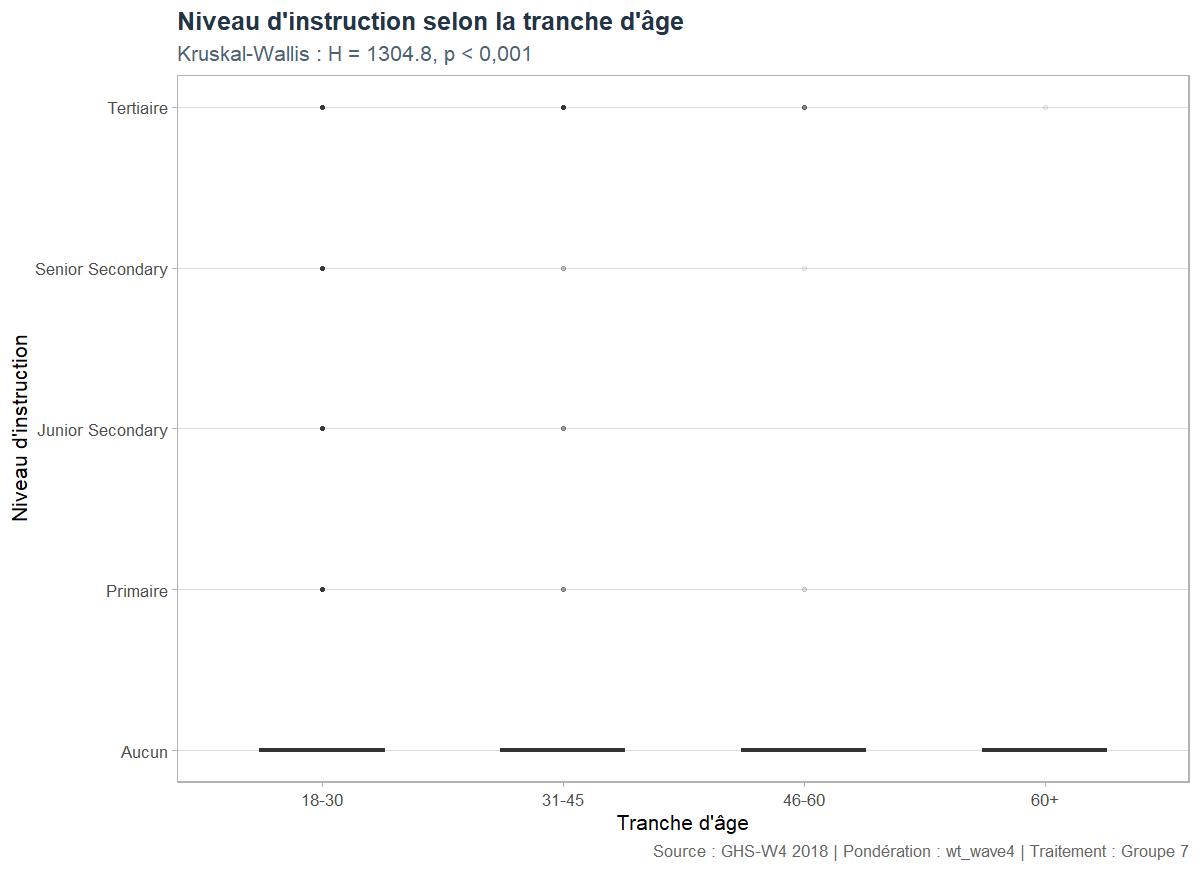 Niveau d'instruction selon la tranche d'âge
Kruskal-Wallis : H = 1304.8, p < 0,001
Niveau d'instruction
Tertiaire
Senior Secondary
Junior Secondary
Primaire
Aucun
18-30 31-45 46-60 60+
Tranche d'âge
Source : GHS-W4 2018 | Pondération : wt_wave4 | Traitement : Groupe 7